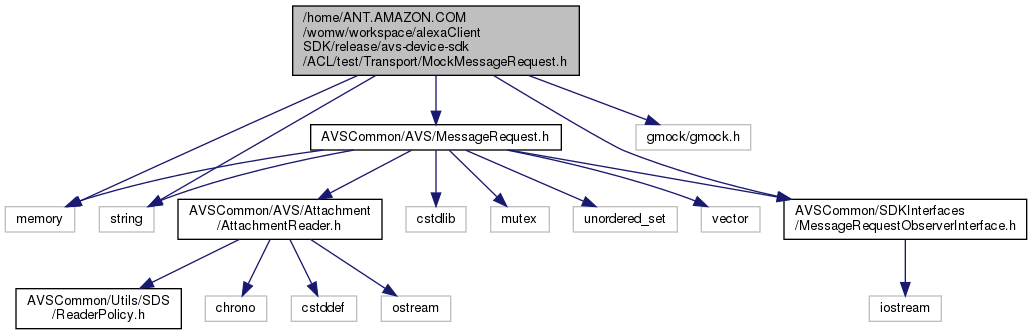 /home/ANT.AMAZON.COM
/womw/workspace/alexaClient
SDK/release/avs-device-sdk
/ACL/test/Transport/MockMessageRequest.h
AVSCommon/AVS/MessageRequest.h
gmock/gmock.h
memory
string
AVSCommon/AVS/Attachment
/AttachmentReader.h
cstdlib
mutex
unordered_set
vector
AVSCommon/SDKInterfaces
/MessageRequestObserverInterface.h
AVSCommon/Utils/SDS
/ReaderPolicy.h
chrono
cstddef
ostream
iostream